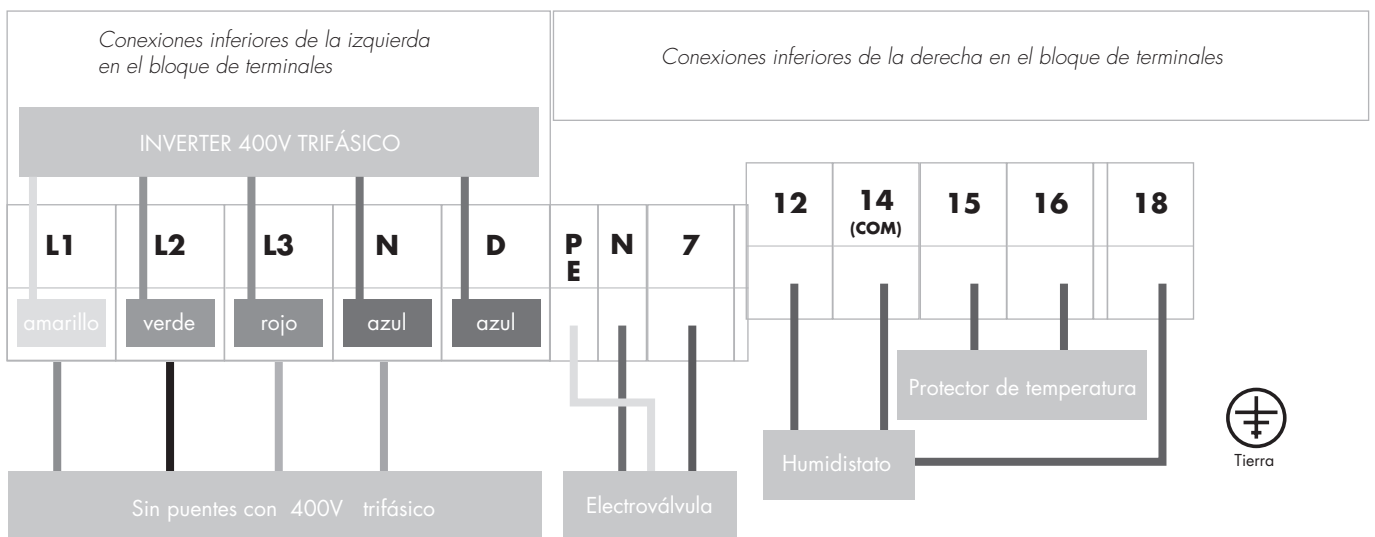 Conexiones inferiores de la izquierda
en el bloque de terminales
Conexiones inferiores de la derecha en el bloque de terminales
INVERTER 400V TRIFÁSICO
12 14 15 16 18
(COM)
L1 L2 L3 N D P N 7
E
amarillo verde rojo azul azul
Protector de temperatura
Humidistato
Tierra
Sin puentes con 400V trifásico
Electroválvula